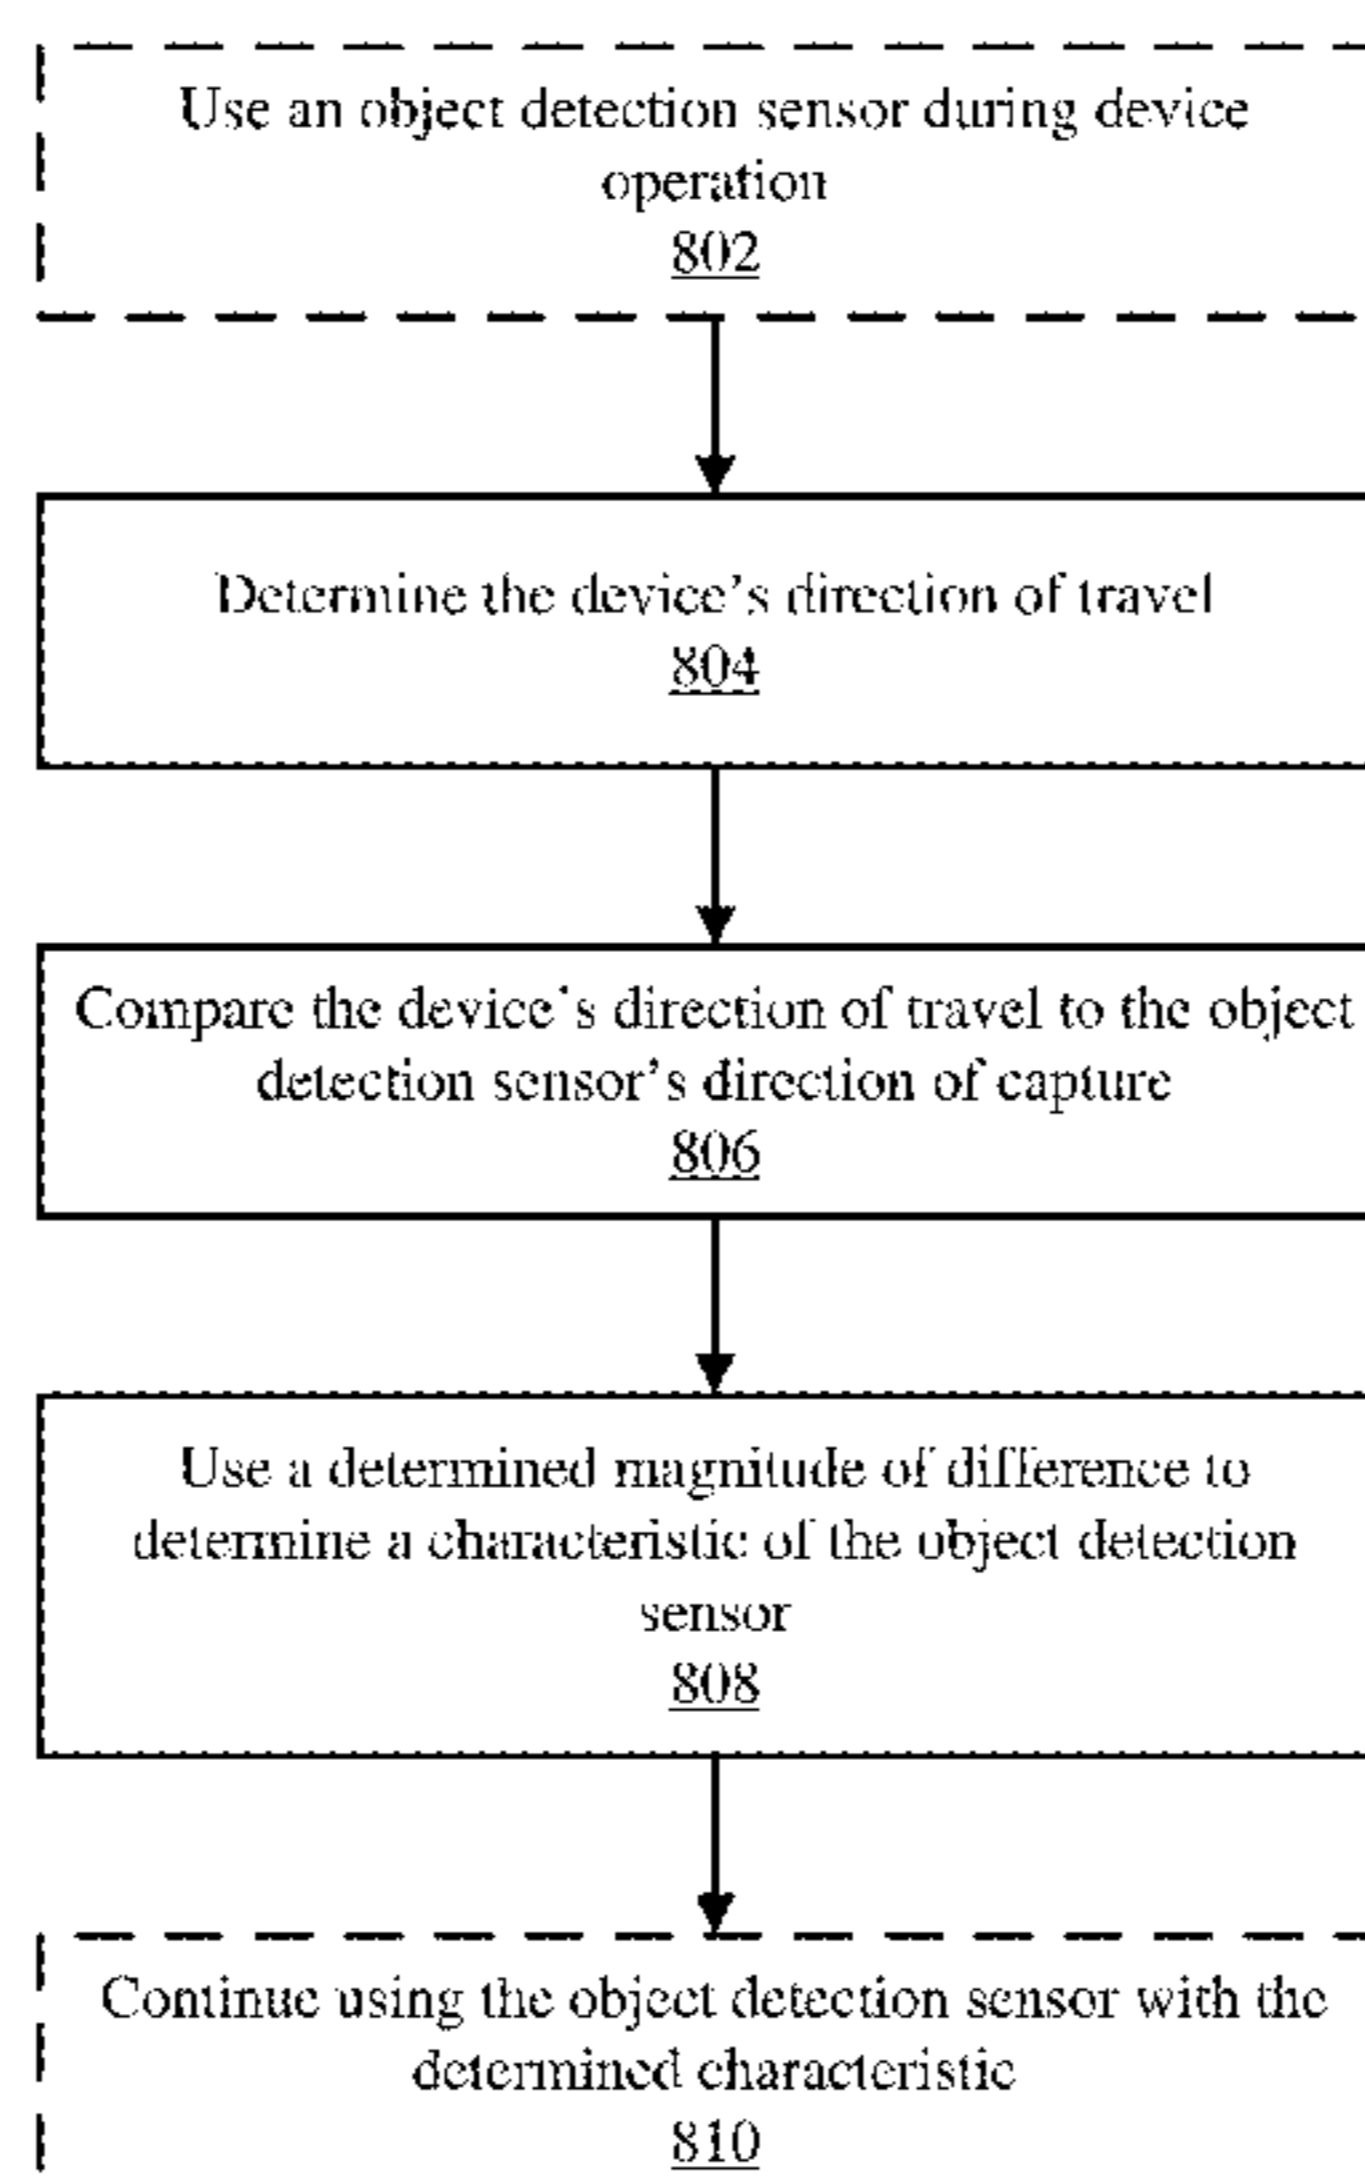 Use an object detection sensor during device
operation
802
Determine the device's direction of travel
804
Compare the device's direction of travel to the object
detection sensor's direction of capture
806
Use a determined magnitude of difference to
determine a characteristic of the object detection
sensor
808
Continue using the object detection sensor with the
determined characteristic
810